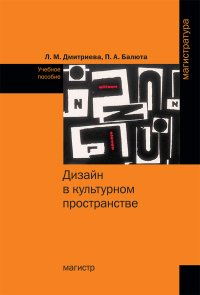 Л. М. Дмитриева, П. А. Балюта
Учебное
пособие
магистратура
Дизайн
в культурном
пространстве
магистр